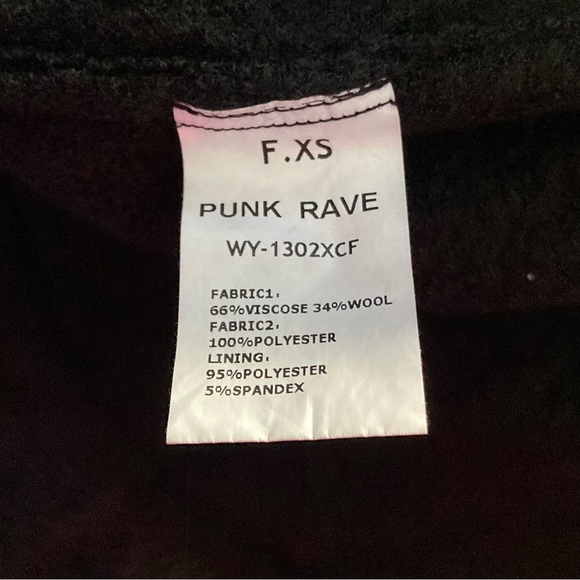 F.XS
PUNK RAVE
WY-1302XCF
FABRIC1:
66%VISCOSE 34%WOOL
FABRIC2:
100%POLYESTER
LINING:
95%POLYESTER
5%SPANDEX